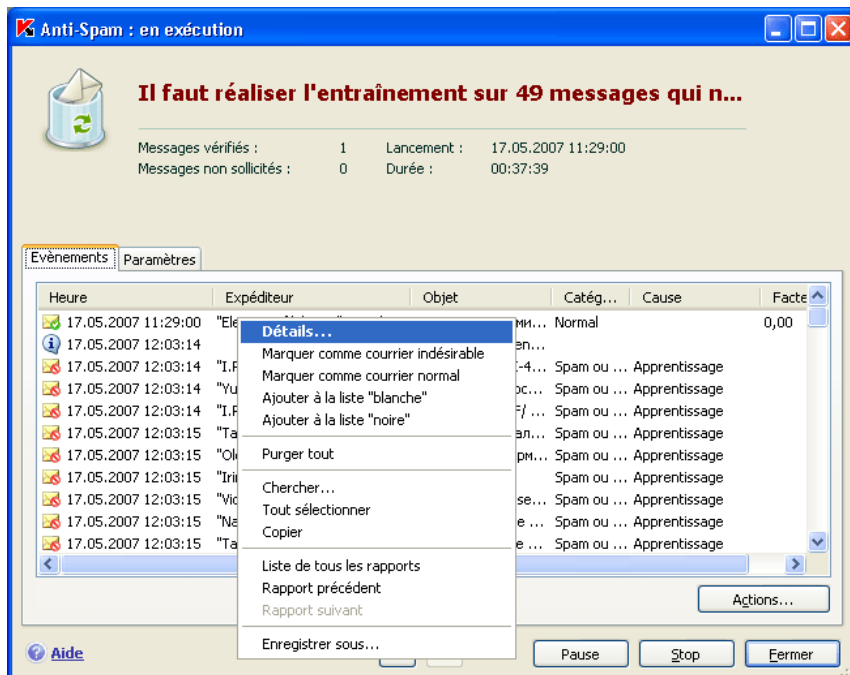 Anti-Spam : en exécution
Il faut réaliser l'entraînement sur 49 messages qui n...
Messages vérifiés : 1 Lancement : 17.05.2007 11:29:00
Messages non sollicités : 0 Durée : 00:37:39
Evènements Paramètres
Heure Expéditeur Objet Catég... Cause Facte
17.05.2007 11:29:00 Normal 0,00
17.05.2007 12:03:14
17.05.2007 12:03:14 Spam ou ... Apprentissage
17.05.2007 12:03:14 Spam ou ... Apprentissage
17.05.2007 12:03:14 Spam ou ... Apprentissage
17.05.2007 12:03:15 Spam ou ... Apprentissage
17.05.2007 12:03:15 Spam ou ... Apprentissage
17.05.2007 12:03:15 Spam ou ... Apprentissage
17.05.2007 12:03:15 Spam ou ... Apprentissage
17.05.2007 12:03:15 Spam ou ... Apprentissage
17.05.2007 12:03:15 Spam ou ... Apprentissage
Détails...
Marquer comme courrier indésirable
Marquer comme courrier normal
Ajouter à la liste "blanche"
Ajouter à la liste "noire"
Purger tout
Chercher...
Tout sélectionner
Copier
Liste de tous les rapports
Rapport précédent
Rapport suivant
Enregistrer sous...
Actions...
Aide Pause Stop Fermer